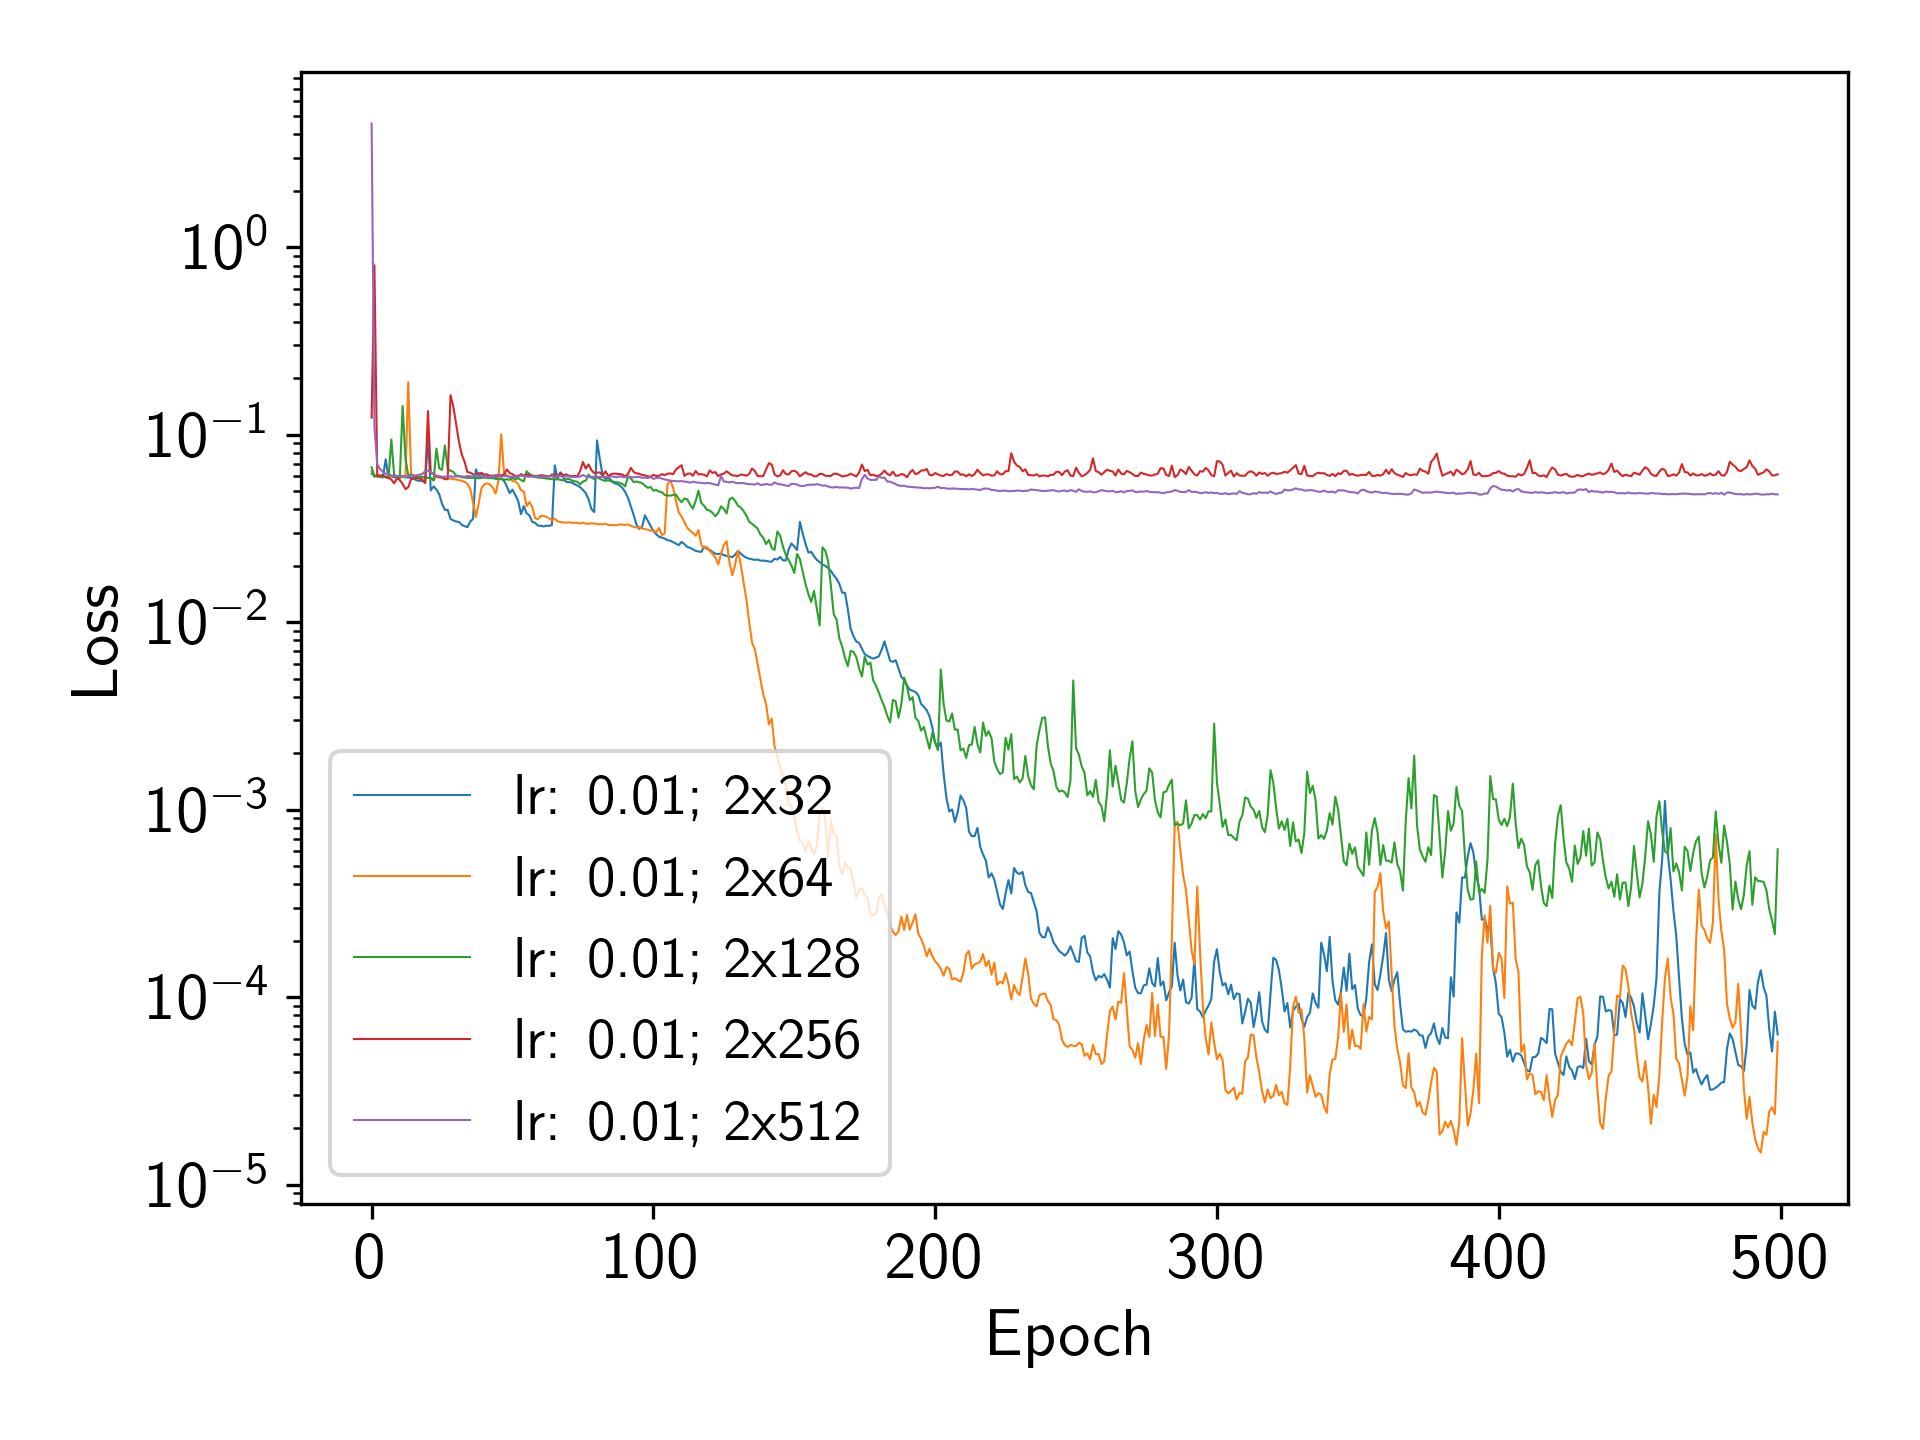 10^0
10^−1
10^−2
10^−3
10^−4
10^−5
Loss
lr: 0.01; 2x32
lr: 0.01; 2x64
lr: 0.01; 2x128
lr: 0.01; 2x256
lr: 0.01; 2x512
0 100 200 300 400 500
Epoch